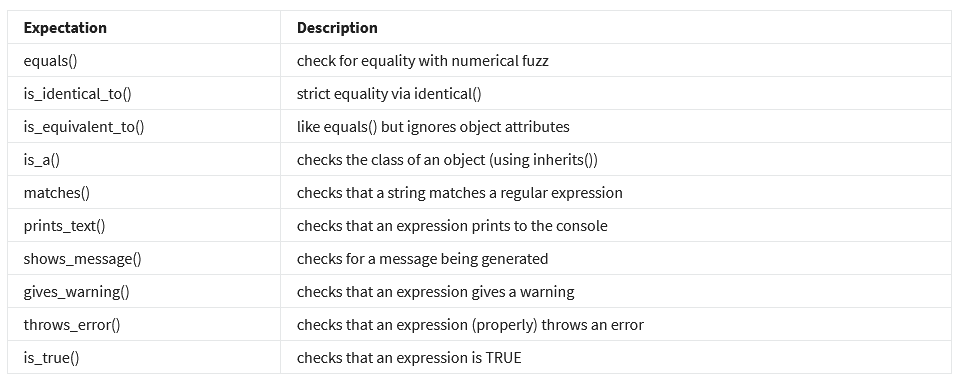 Expectation Description
equals() check for equality with numerical fuzz
is_identical_to() strict equality via identical()
is_equivalent_to() like equals() but ignores object attributes
is_a() checks the class of an object (using inherits())
matches() checks that a string matches a regular expression
prints_text() checks that an expression prints to the console
shows_message() checks for a message being generated
gives_warning() checks that an expression gives a warning
throws_error() checks that an expression (properly) throws an error
is_true() checks that an expression is TRUE